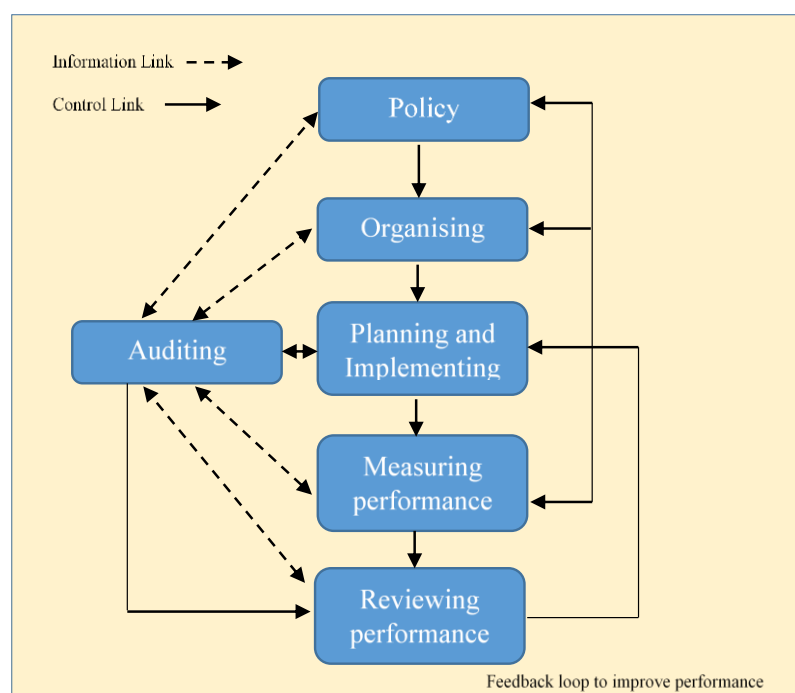 Information Link
Control Link
Policy
Organising
Auditing
Planning and
Implementing
Measuring
performance
Reviewing
performance
Feedback loop to improve performance